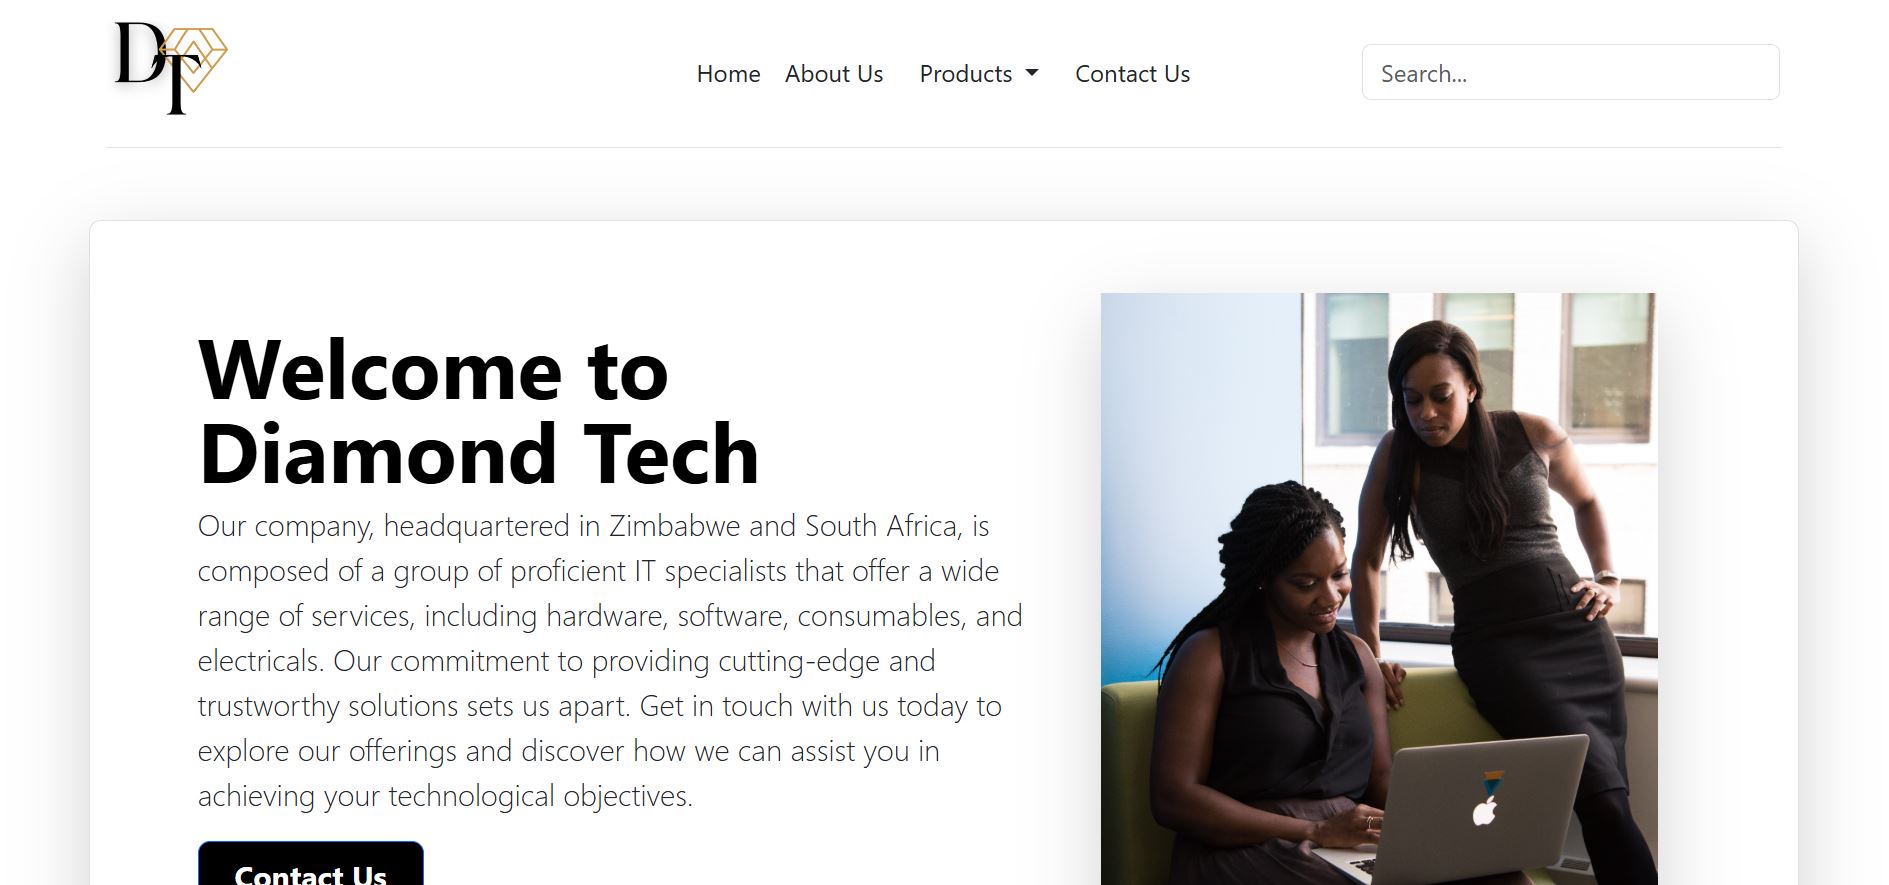 DT
Home About Us Products Contact Us Search...
Welcome to
Diamond Tech
Our company, headquartered in Zimbabwe and South Africa, is
composed of a group of proficient IT specialists that offer a wide
range of services, including hardware, software, consumables, and
electricals. Our commitment to providing cutting-edge and
trustworthy solutions sets us apart. Get in touch with us today to
explore our offerings and discover how we can assist you in
achieving your technological objectives.
Contact Us